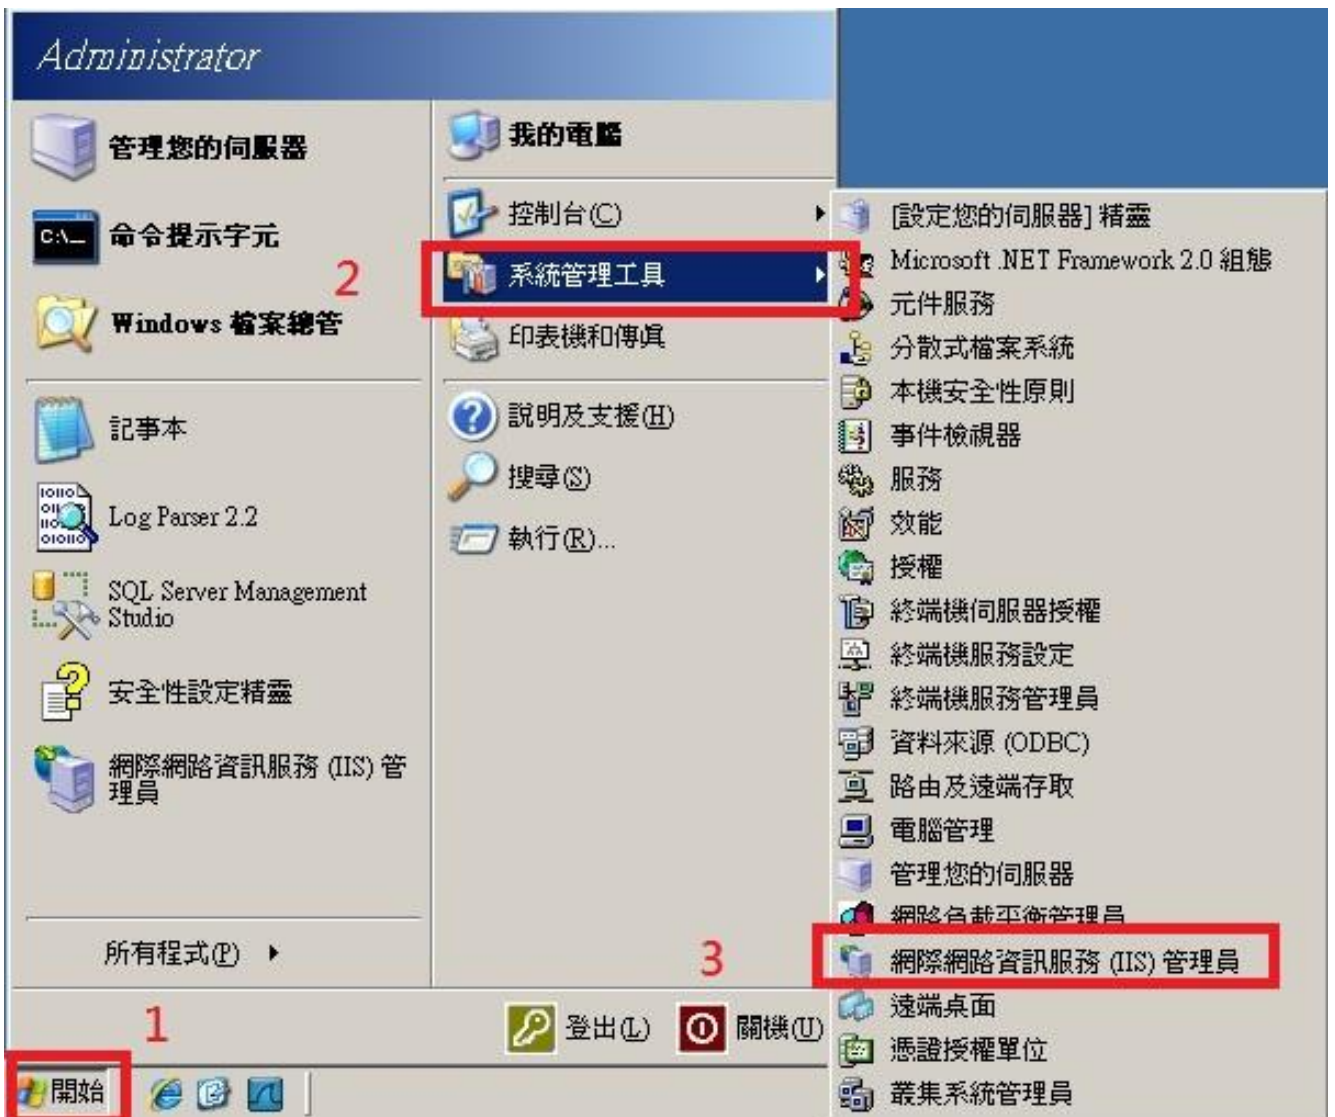 Administrator
管理您的伺服器
命令提示字元
2
Windows 檔案總管
記事本
Log Parser 2.2
SQL Server Management
Studio
安全性設定精靈
網際網路資訊服務 (IIS) 管
理員
所有程式(P)
我的電腦
控制台(C)
系統管理工具
印表機和傳真
說明及支援(H)
搜尋(S)
執行(R)...
[設定您的伺服器] 精靈
Microsoft .NET Framework 2.0 組態
元件服務
分散式檔案系統
本機安全性原則
事件檢視器
服務
效能
授權
終端機伺服器授權
終端機服務設定
終端機服務管理員
資料來源 (ODBC)
路由及遠端存取
電腦管理
管理您的伺服器
網路負載平衡管理員
3
網際網路資訊服務 (IIS) 管理員
遠端桌面
憑證授權單位
叢集系統管理員
登出(L)
關機(U)
1
開始